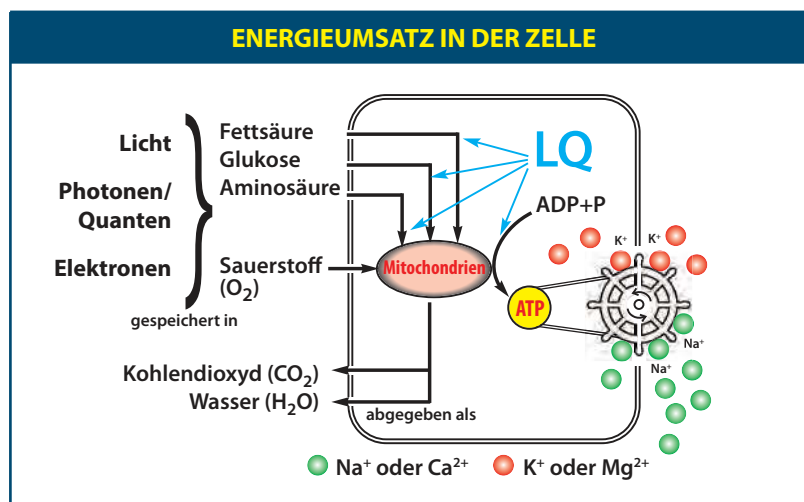 ENERGIEUMSATZ IN DER ZELLE
Licht
Photonen/
Quanten
Elektronen
gespeichert in
Fettsäure
Glukose
Aminosäure
Sauerstoff
(O₂)
LQ
ADP+P
Mitochondrien
ATP
K⁺
K⁺
Na⁺
Na⁺
Kohlendioxyd (CO₂)
Wasser (H₂O)
abgegeben als
Na⁺ oder Ca²⁺
K⁺ oder Mg²⁺